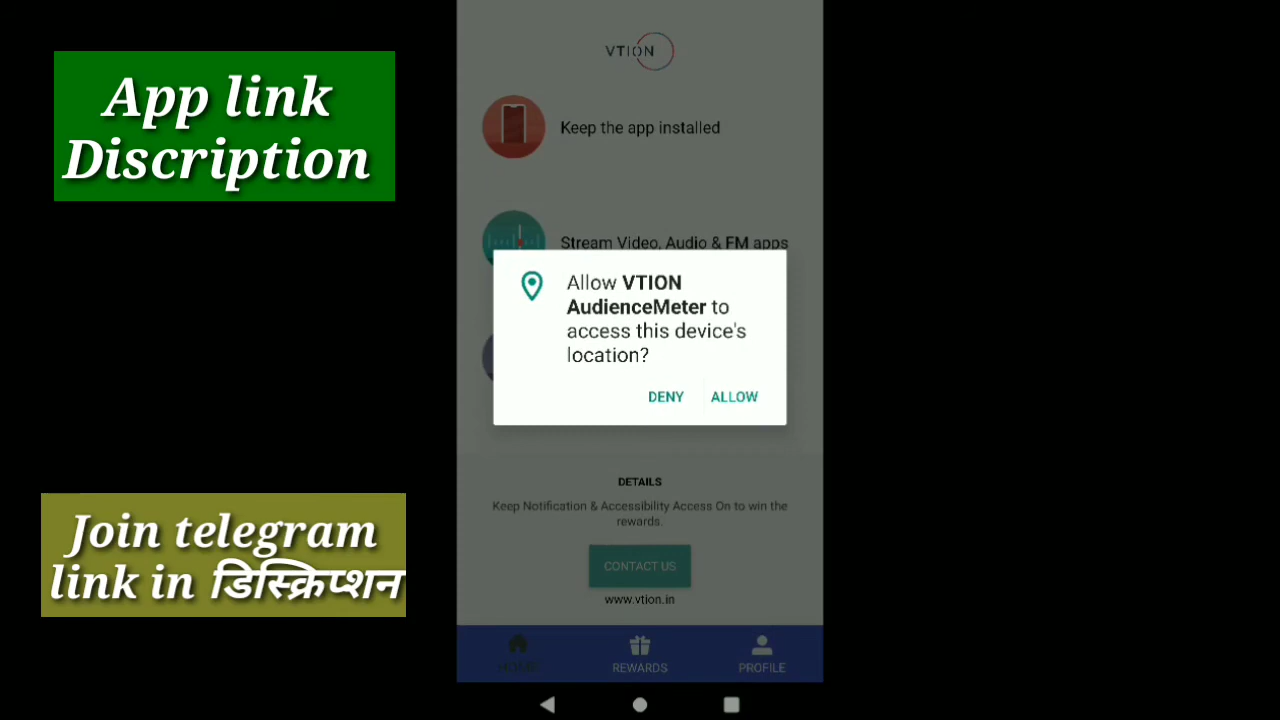 App link
Discription
Join telegram
link in डिस्क्रिप्शन
VTION
Keep the app installed
Stream Video, Audio & FM apps
Allow VTION
AudienceMeter to
access this device's
location?
DENY ALLOW
DETAILS
Keep Notification & Accessibility Access On to win the
rewards.
CONTACT US
www.vtion.in
HOME REWARDS PROFILE